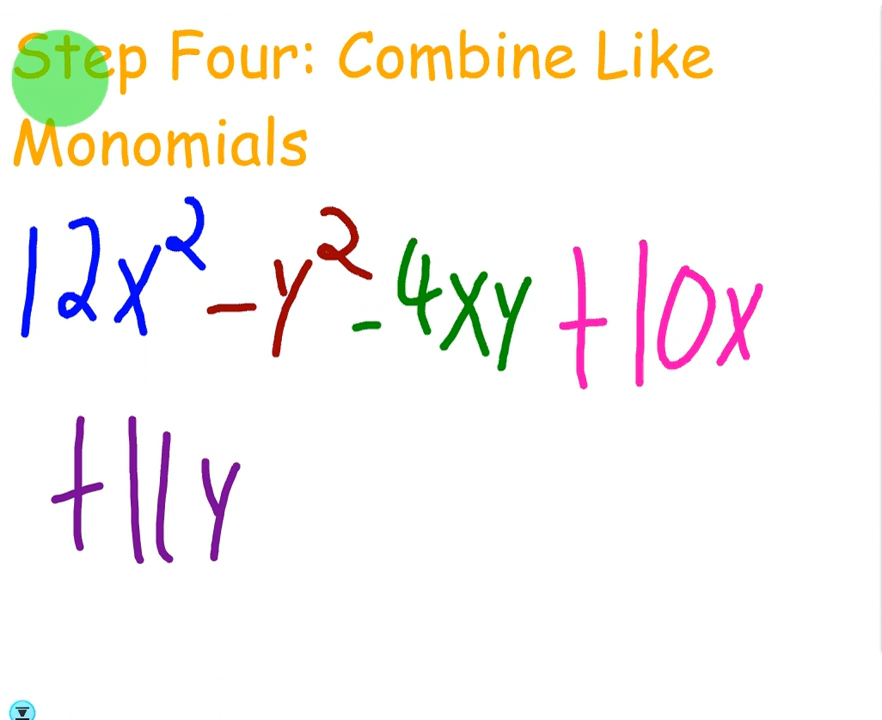 Step Four: Combine Like
Monomials
12x² - y² - 4xy + 10x
+ 11y